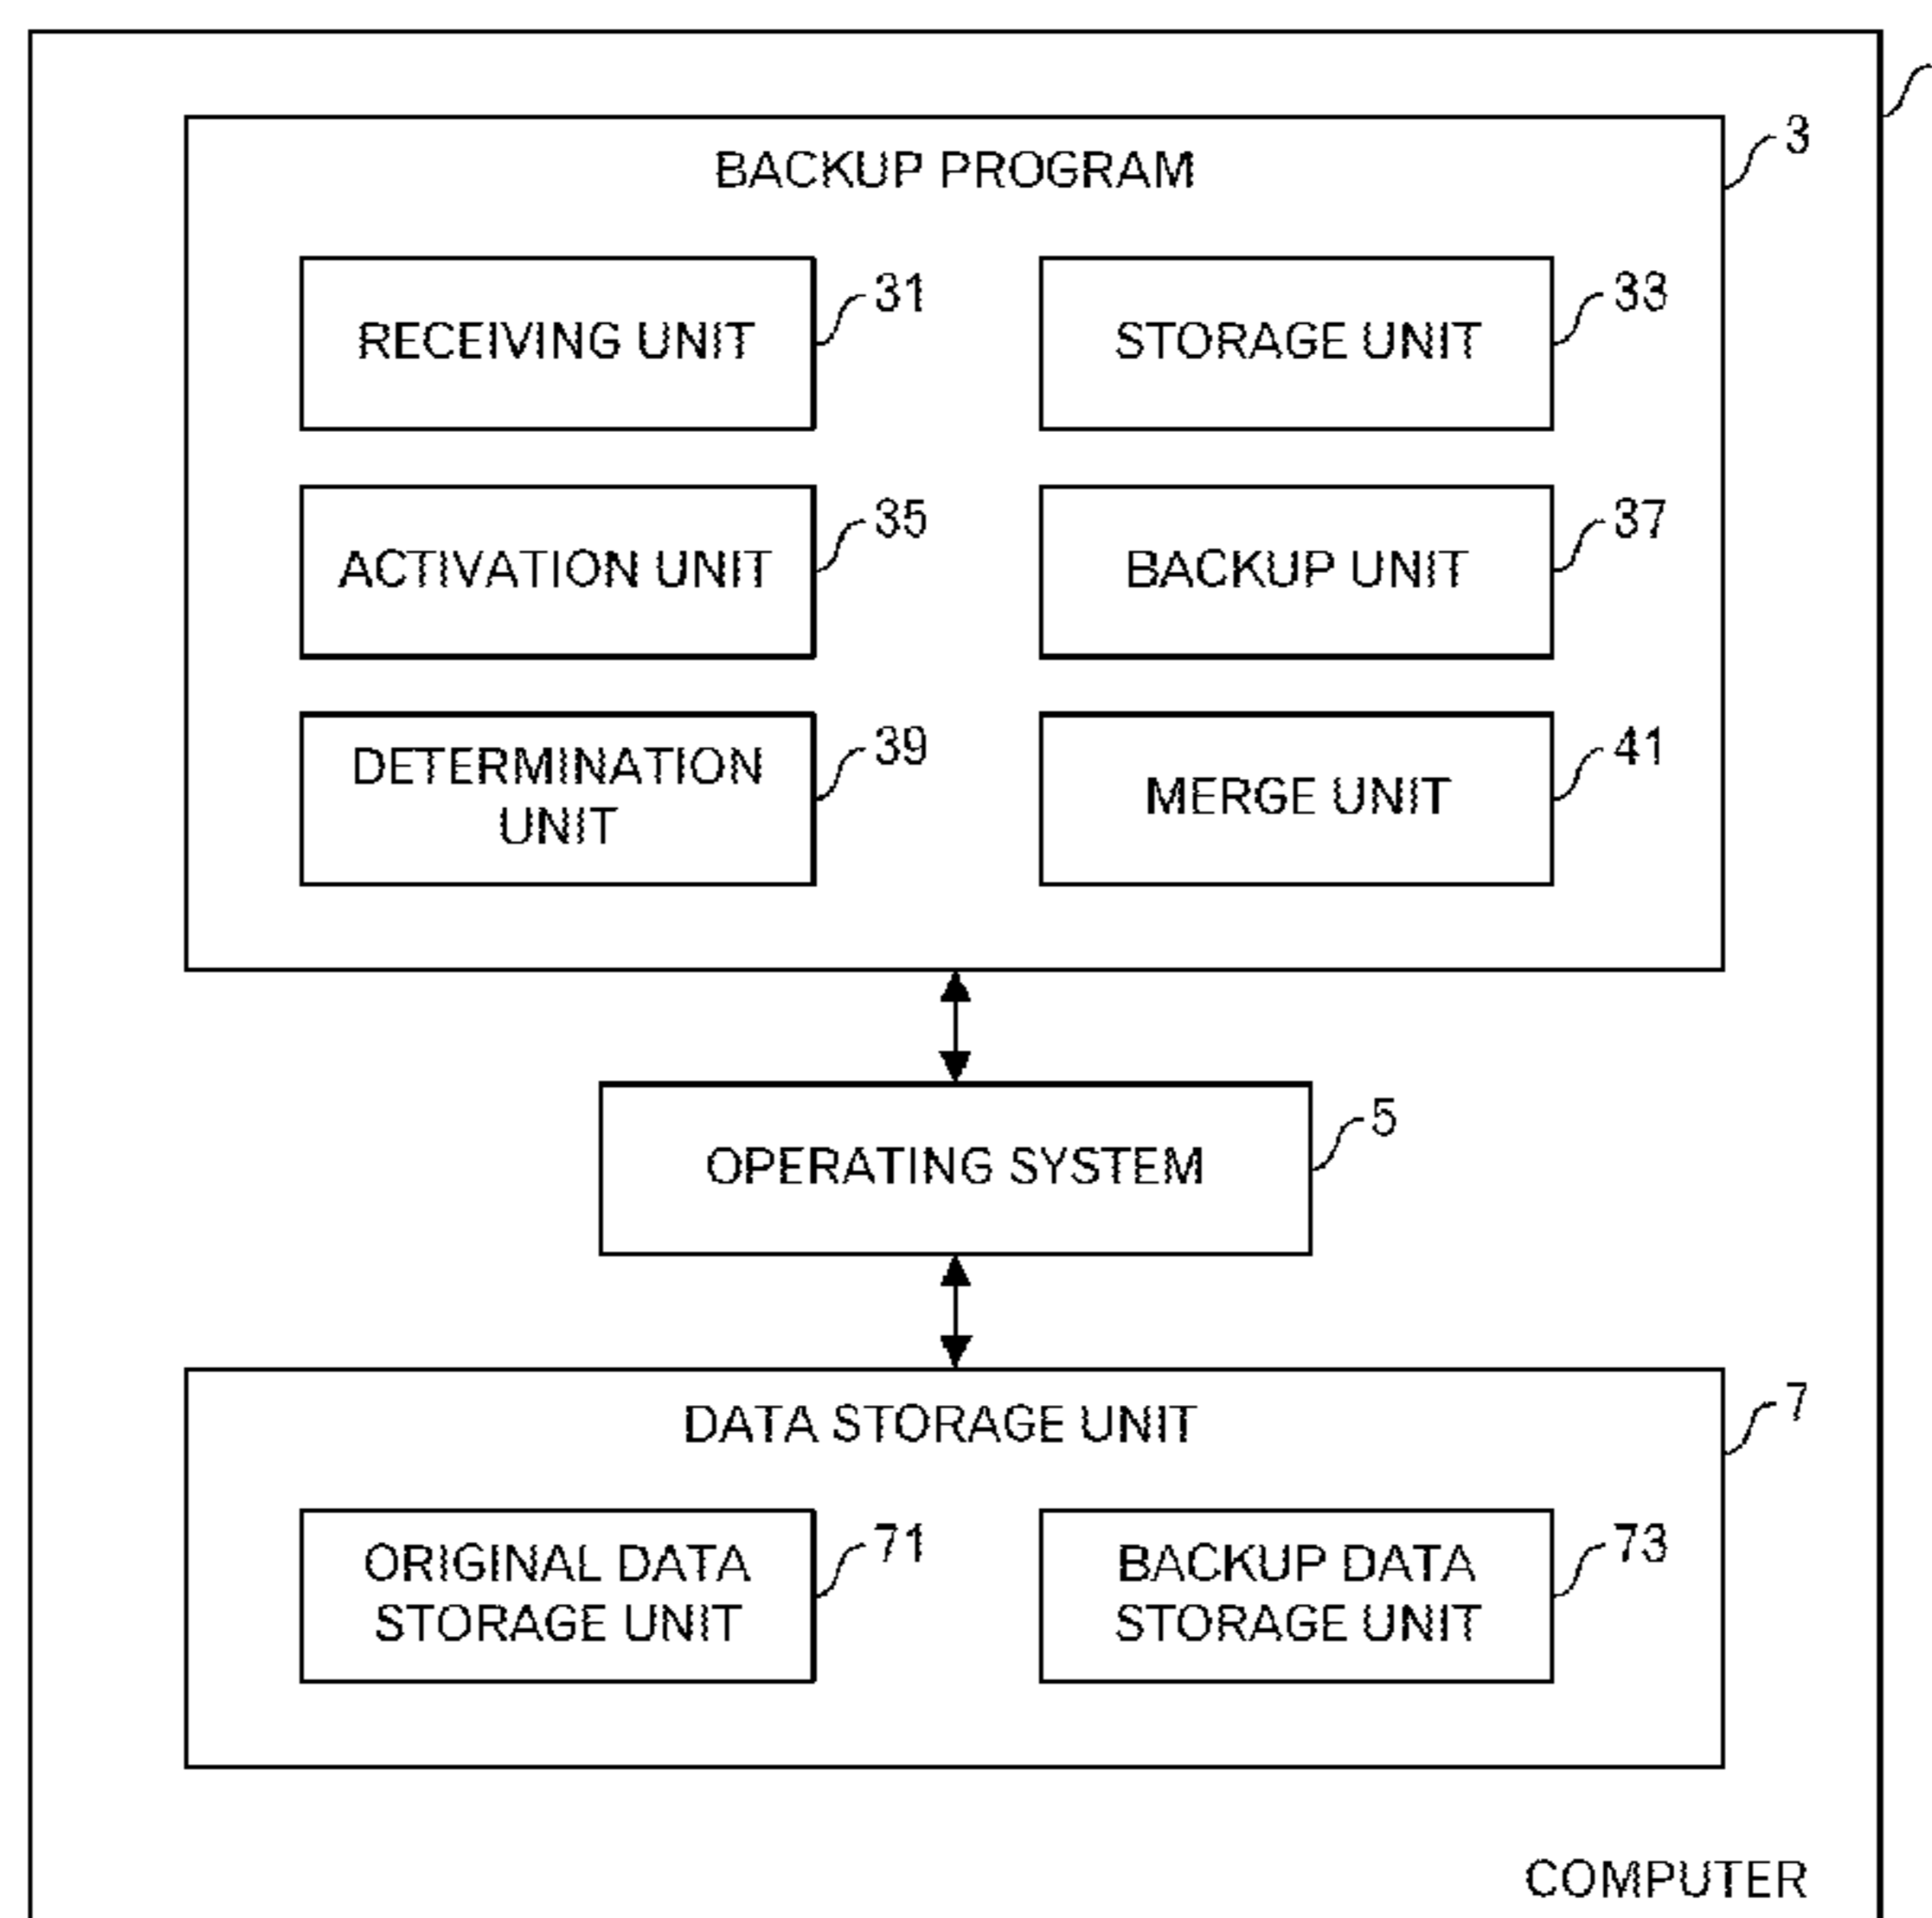 3
BACKUP PROGRAM
31
33
RECEIVING UNIT
STORAGE UNIT
35
37
ACTIVATION UNIT
BACKUP UNIT
39
41
DETERMINATION
UNIT
MERGE UNIT
5
OPERATING SYSTEM
7
DATA STORAGE UNIT
71
73
ORIGINAL DATA
STORAGE UNIT
BACKUP DATA
STORAGE UNIT
COMPUTER